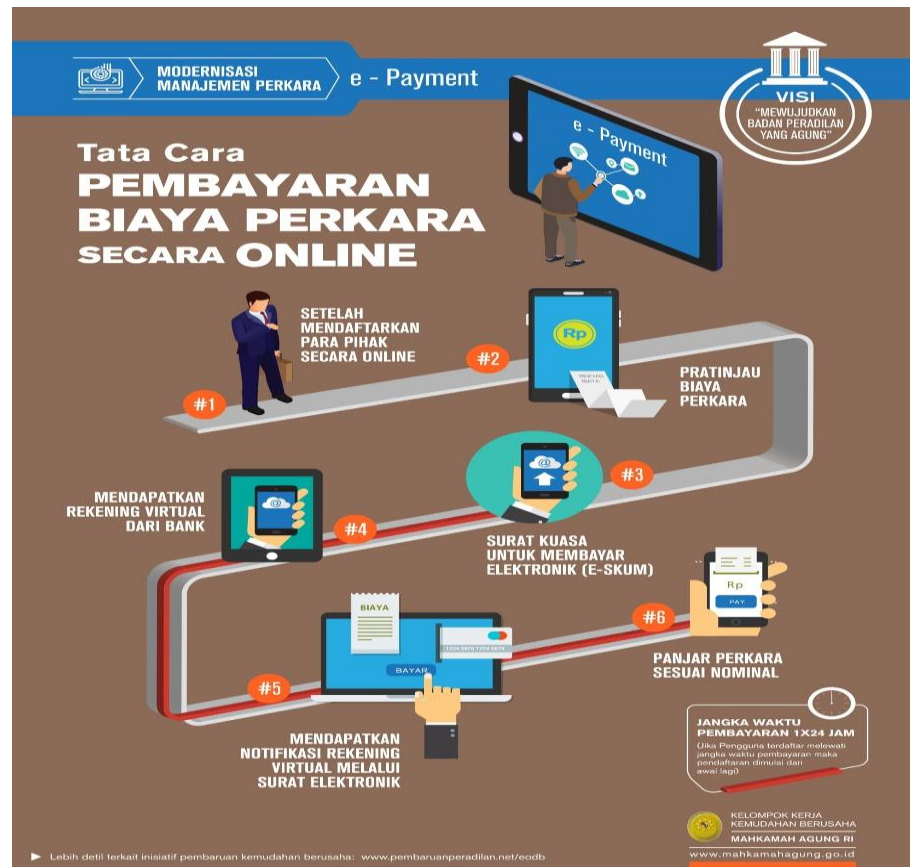 MODERNISASI
MANAJEMEN PERKARA
e - Payment
VISI
"MEWUJUDKAN
BADAN PERADILAN
YANG AGUNG"
e - Payment
Tata Cara
PEMBAYARAN
BIAYA PERKARA
SECARA ONLINE
#1
SETELAH
MENDAFTARKAN
PARA PIHAK
SECARA ONLINE
#2
Rp
PRATINJAU
BIAYA
PERKARA
#3
SURAT KUASA
UNTUK MEMBAYAR
ELEKTRONIK (E-SKUM)
@
#4
MENDAPATKAN
REKENING VIRTUAL
DARI BANK
@
#5
BIAYA
BAYAR
MENDAPATKAN
NOTIFIKASI REKENING
VIRTUAL MELALUI
SURAT ELEKTRONIK
#6
Rp
PAY
PANJAR PERKARA
SESUAI NOMINAL
JANGKA WAKTU
PEMBAYARAN 1X24 JAM
(Jika Pengguna terdaftar melewati
jangka waktu pembayaran maka
pendaftaran dimulai dari
awal lagi)
KELOMPOK KERJA
KEMUDAHAN BERUSAHA
MAHKAMAH AGUNG RI
www.mahkamahagung.go.id
Lebih detil terkait inisiatif pembaruan kemudahan berusaha: www.pembaruanperadilan.net/eodb